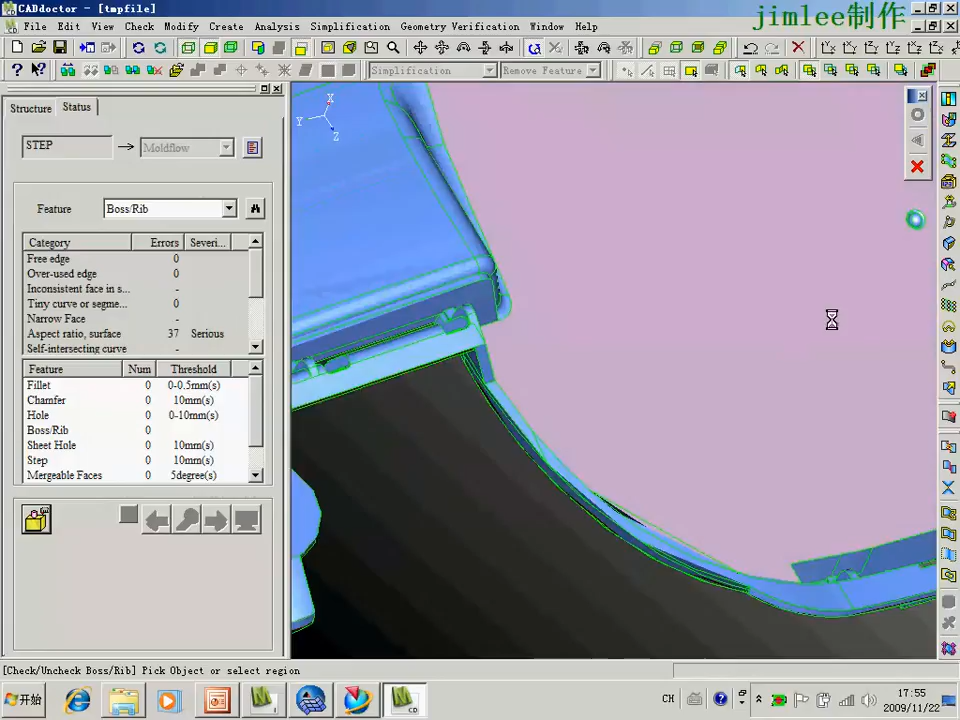 CADdoctor - [tmpfile]
jimlee制作
File Edit View Check Modify Create Analysis Simplification Geometry Verification Window Help
Simplification Remove Feature
Structure Status
STEP Moldflow
Feature Boss/Rib
Category Errors Severi...
Free edge 0
Over-used edge 0
Inconsistent face in s... -
Tiny curve or segme... 0
Narrow Face -
Aspect ratio, surface 37 Serious
Self-intersecting curve -
Feature Num Threshold
Fillet 0 0-0.5mm(s)
Chamfer 0 10mm(s)
Hole 0 0-10mm(s)
Boss/Rib 0
Sheet Hole 0 10mm(s)
Step 0 10mm(s)
Mergeable Faces 0 5degree(s)
X
Y
Z
[Check/Uncheck Boss/Rib] Pick Object or select region
开始
CH
17:55
2009/11/22